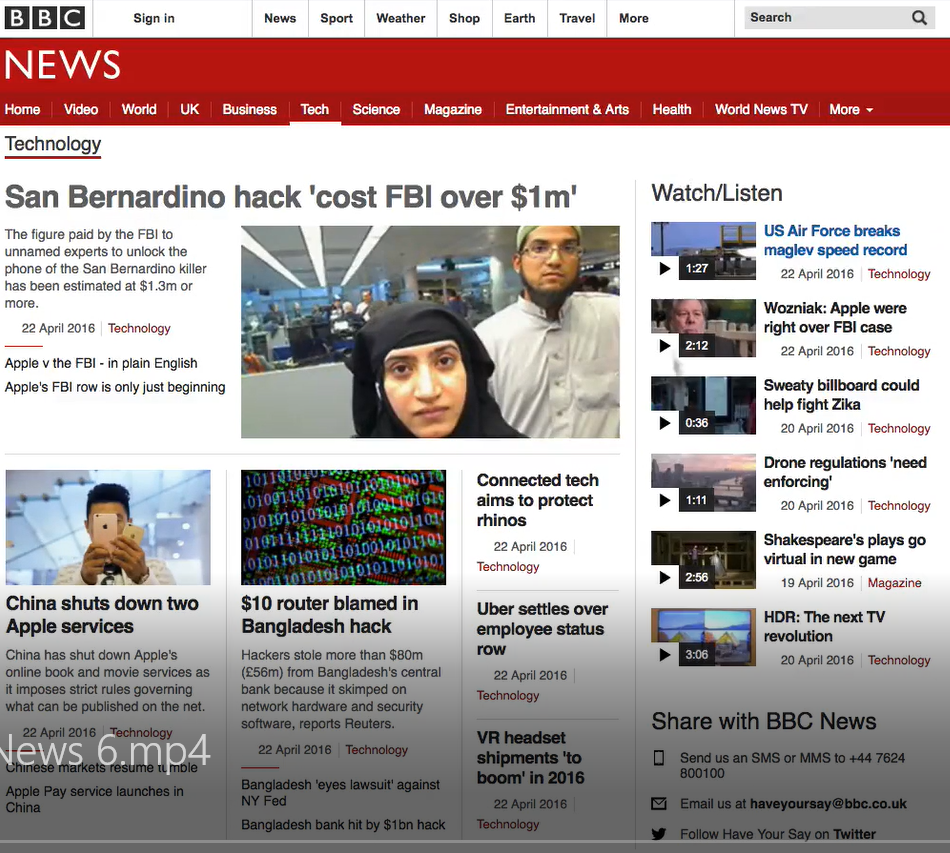 BBC Sign in News Sport Weather Shop Earth Travel More Search
NEWS
Home Video World UK Business Tech Science Magazine Entertainment & Arts Health World News TV More
Technology
San Bernardino hack 'cost FBI over $1m'
The figure paid by the FBI to
unnamed experts to unlock the
phone of the San Bernardino killer
has been estimated at $1.3m or
more.
22 April 2016 Technology
Apple v the FBI - in plain English
Apple's FBI row is only just beginning
China shuts down two
Apple services
China has shut down Apple's
online book and movie services as
it imposes strict rules governing
what can be published on the net.
22 April 2016 Technology
News 6.mp4
Chinese markets resume tumble
Apple Pay service launches in
China
$10 router blamed in
Bangladesh hack
Hackers stole more than $80m
(£56m) from Bangladesh's central
bank because it skimped on
network hardware and security
software, reports Reuters.
22 April 2016 Technology
Bangladesh 'eyes lawsuit' against
NY Fed
Bangladesh bank hit by $1bn hack
Connected tech
aims to protect
rhinos
22 April 2016
Technology
Uber settles over
employee status
row
22 April 2016
Technology
VR headset
shipments 'to
boom' in 2016
22 April 2016
Technology
Watch/Listen
1:27
US Air Force breaks
maglev speed record
22 April 2016 Technology
2:12
Wozniak: Apple were
right over FBI case
22 April 2016 Technology
0:36
Sweaty billboard could
help fight Zika
20 April 2016 Technology
1:11
Drone regulations 'need
enforcing'
20 April 2016 Technology
2:56
Shakespeare's plays go
virtual in new game
19 April 2016 Magazine
3:06
HDR: The next TV
revolution
20 April 2016 Technology
Share with BBC News
Send us an SMS or MMS to +44 7624
800100
Email us at haveyoursay@bbc.co.uk
Follow Have Your Say on Twitter